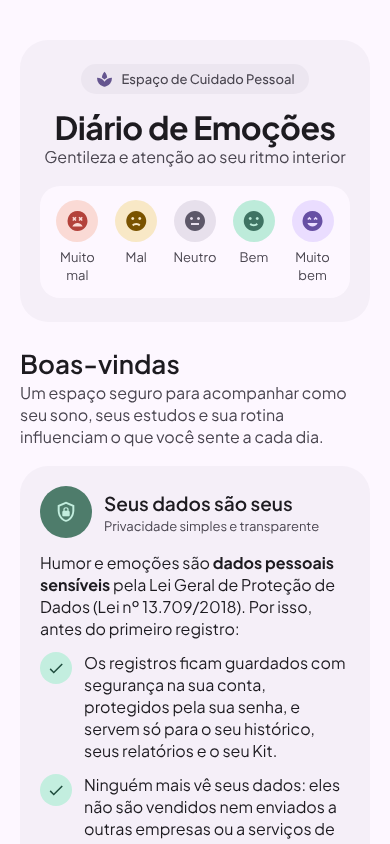 Espaço de Cuidado Pessoal
Diário de Emoções
Gentileza e atenção ao seu ritmo interior
Muito mal
Mal
Neutro
Bem
Muito bem
Boas-vindas
Um espaço seguro para acompanhar como
seu sono, seus estudos e sua rotina
influenciam o que você sente a cada dia.
Seus dados são seus
Privacidade simples e transparente
Humor e emoções são dados pessoais
sensíveis pela Lei Geral de Proteção de
Dados (Lei nº 13.709/2018). Por isso,
antes do primeiro registro:
Os registros ficam guardados com
segurança na sua conta,
protegidos pela sua senha, e
servem só para o seu histórico,
seus relatórios e o seu Kit.
Ninguém mais vê seus dados: eles
não são vendidos nem enviados a
outras empresas ou a serviços de